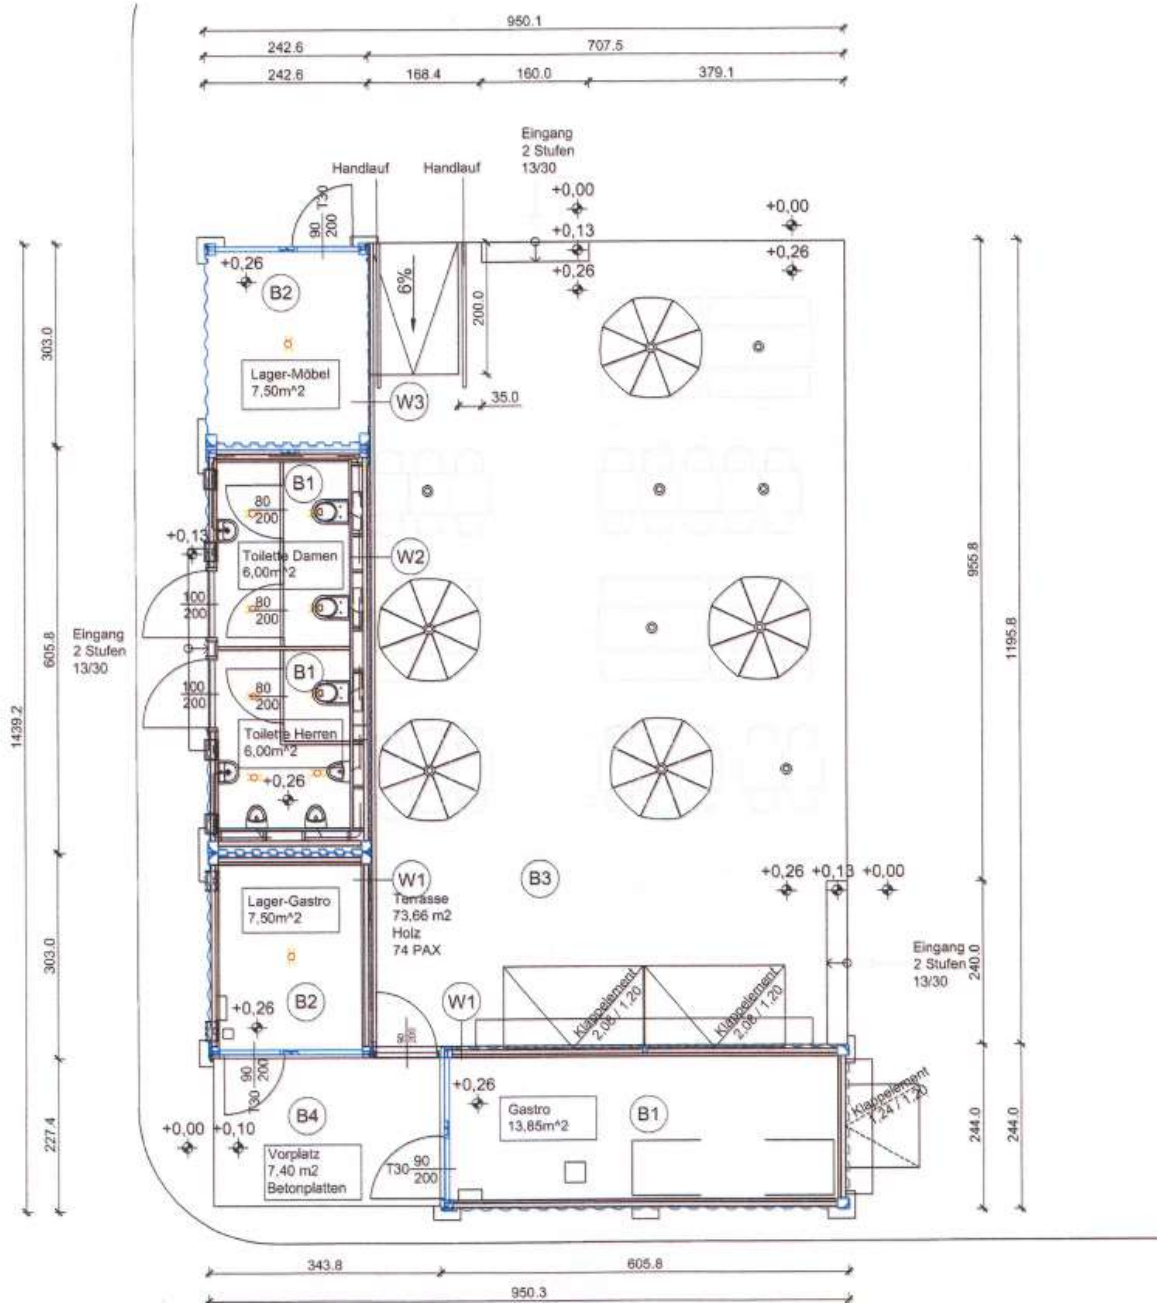 950.1
242.6
707.5
242.6
168.4
160.0
379.1
Eingang
2 Stufen
13/30
Handlauf
Handlauf
+0,00
+0,00
+0,13
+0,26
+0,26
+0,26
T30
90
200
B2
6%
200.0
303.0
Lager-Möbel
7,50m^2
W3
35.0
B1
80
200
+0,13
Toilette Damen
6,00m^2
W2
955.8
100
200
80
200
Eingang
2 Stufen
13/30
605.8
1195.8
B1
100
200
80
200
1439.2
Toilette Herren
6,00m^2
+0,26
W1
B3
+0,26
+0,13
+0,00
Lager-Gastro
7,50m^2
Terrasse
73,66 m2
Holz
74 PAX
Eingang
2 Stufen
13/30
240.0
303.0
B2
W1
Klappelement
2,08 / 1,20
Klappelement
2,08 / 1,20
+0,26
90
200
90
200
T30
+0,26
Klappelement
1,24 / 1,20
B4
Gastro
13,85m^2
B1
+0,00
+0,10
227.4
244.0
244.0
Vorplatz
7,40 m2
Betonplatten
T30
90
200
343.8
605.8
950.3